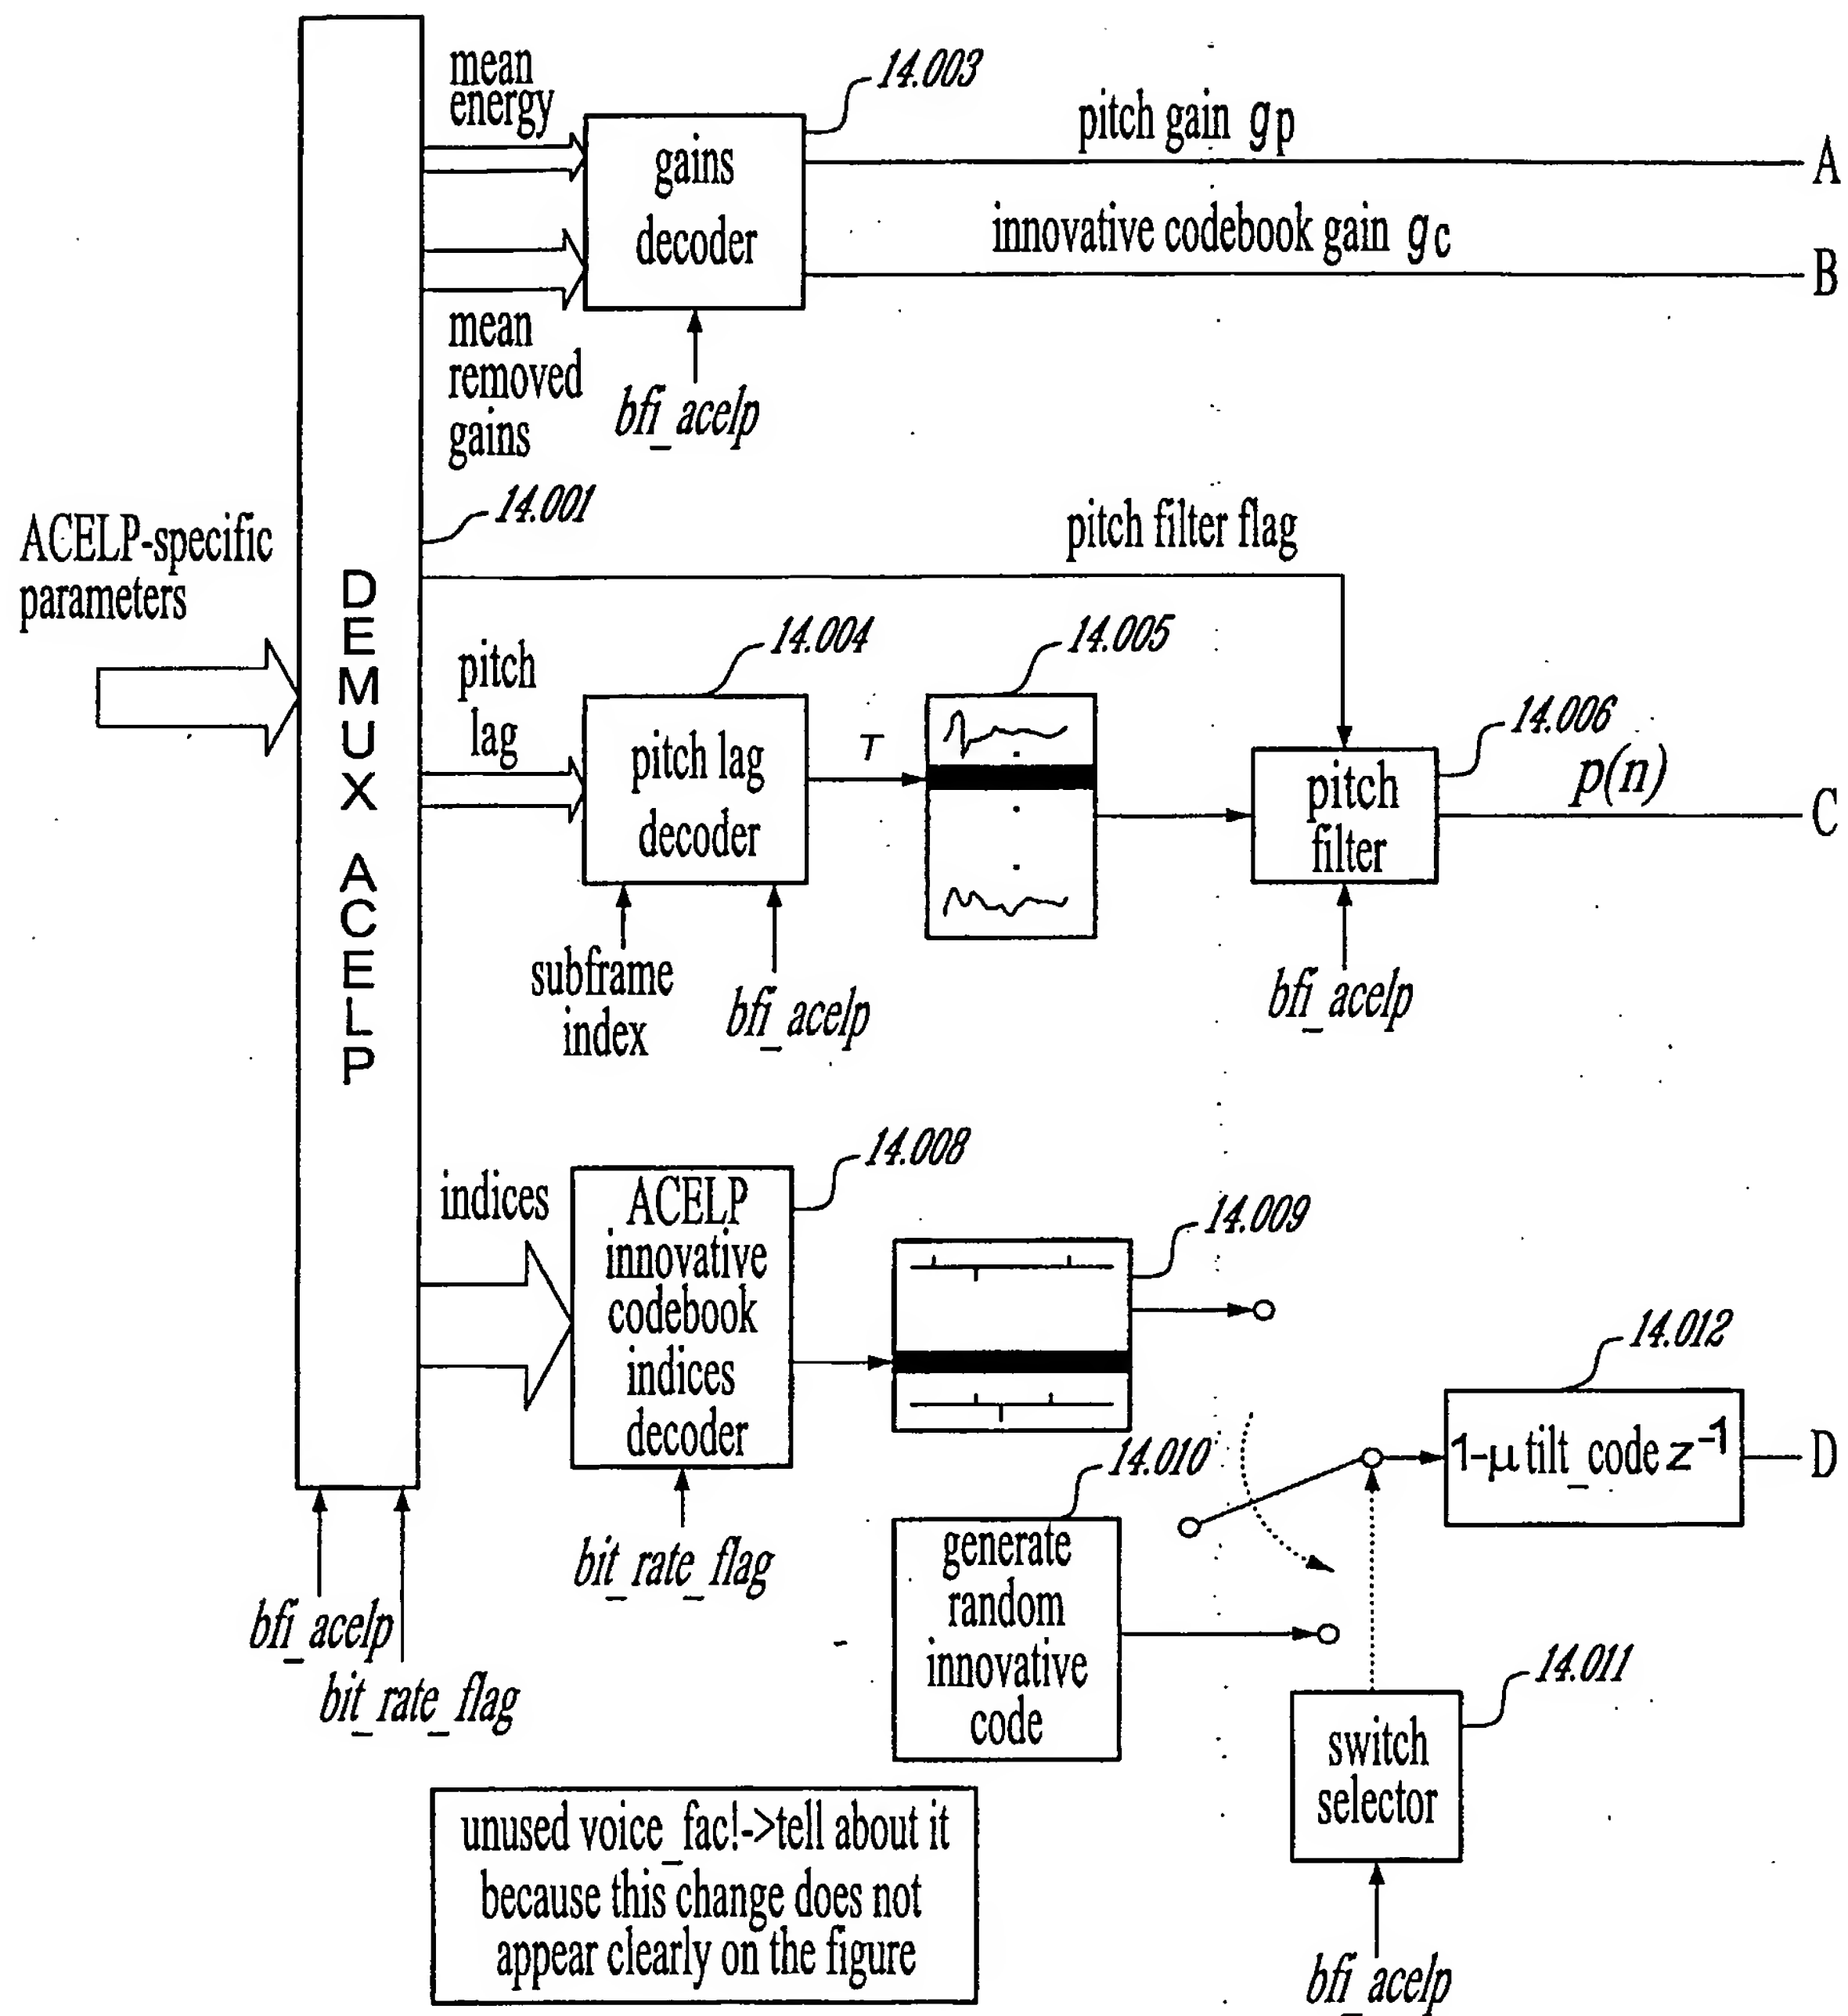 mean
energy
14.003
gains
decoder
pitch gain gp
A
innovative codebook gain gc
B
mean
removed
gains
bfi_acelp
14.001
ACELP-specific
parameters
pitch filter flag
DEMUX ACELP
pitch
lag
14.004
pitch lag
decoder
T
14.005
14.006
pitch
filter
p(n)
C
subframe
index
bfi_acelp
bfi_acelp
indices
14.008
ACELP
innovative
codebook
indices
decoder
14.009
14.012
1-µ tilt_code z⁻¹
D
14.010
generate
random
innovative
code
bit_rate_flag
bfi_acelp
bit_rate_flag
14.011
switch
selector
bfi_acelp
unused voice_fac!->tell about it
because this change does not
appear clearly on the figure